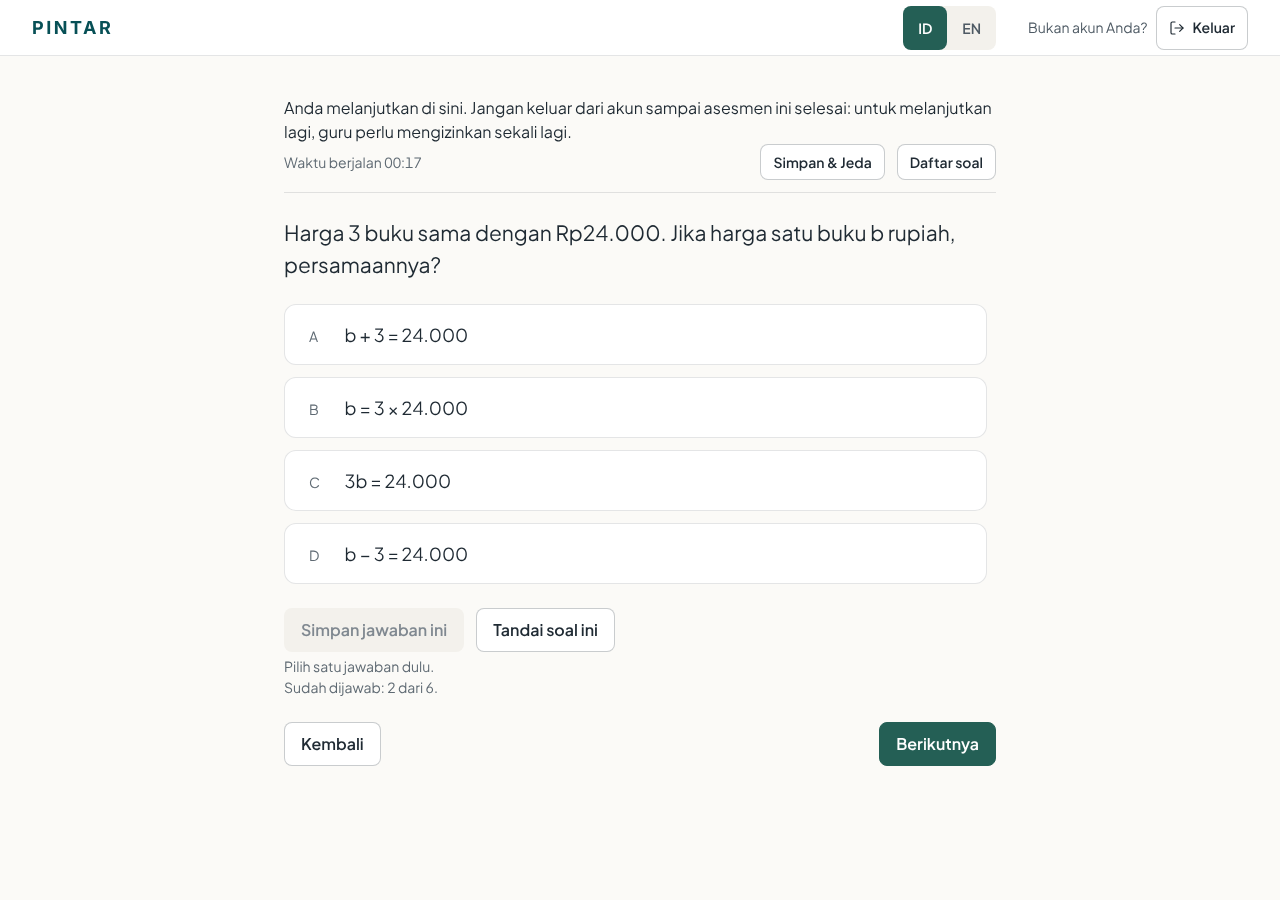 PINTAR
ID
EN
Bukan akun Anda?
Keluar
Anda melanjutkan di sini. Jangan keluar dari akun sampai asesmen ini selesai: untuk melanjutkan
lagi, guru perlu mengizinkan sekali lagi.
Waktu berjalan 00:17
Simpan & Jeda
Daftar soal
Harga 3 buku sama dengan Rp24.000. Jika harga satu buku b rupiah,
persamaannya?
A b + 3 = 24.000
B b = 3 × 24.000
C 3b = 24.000
D b − 3 = 24.000
Simpan jawaban ini
Tandai soal ini
Pilih satu jawaban dulu.
Sudah dijawab: 2 dari 6.
Kembali
Berikutnya